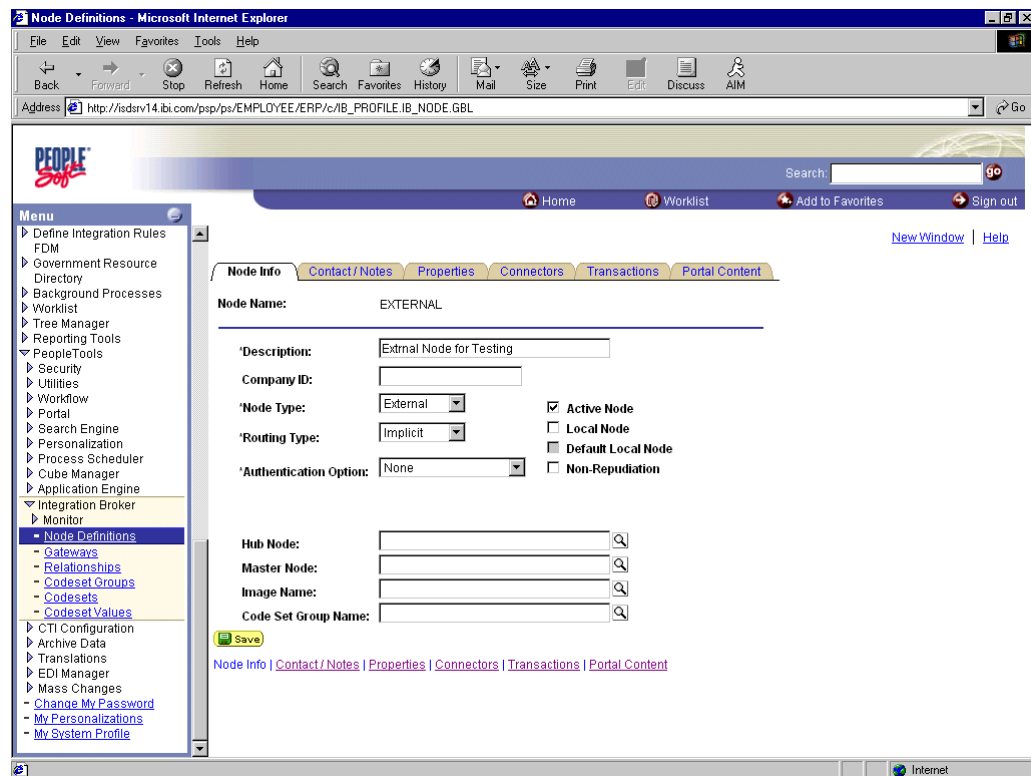 Node Definitions - Microsoft Internet Explorer
File Edit View Favorites Tools Help
Back Forward Stop Refresh Home Search Favorites History Mail Size Print Edit Discuss AIM
Address http://isdsrv14.ibi.com/psp/ps/EMPLOYEE/ERP/c/IB_PROFILE.IB_NODE.GBL Go
PEOPLE Soft
Search: go
Home Worklist Add to Favorites Sign out
Menu
Define Integration Rules
FDM
Government Resource
Directory
Background Processes
Worklist
Tree Manager
Reporting Tools
PeopleTools
Security
Utilities
Workflow
Portal
Search Engine
Personalization
Process Scheduler
Cube Manager
Application Engine
Integration Broker
Monitor
Node Definitions
Gateways
Relationships
Codeset Groups
Codesets
Codeset Values
CTI Configuration
Archive Data
Translations
EDI Manager
Mass Changes
Change My Password
My Personalizations
My System Profile
New Window | Help
Node Info Contact / Notes Properties Connectors Transactions Portal Content
Node Name: EXTERNAL
*Description: Extrnal Node for Testing
Company ID:
*Node Type: External
Active Node
Local Node
*Routing Type: Implicit
Default Local Node
*Authentication Option: None
Non-Repudiation
Hub Node:
Master Node:
Image Name:
Code Set Group Name:
Save
Node Info | Contact / Notes | Properties | Connectors | Transactions | Portal Content
Internet